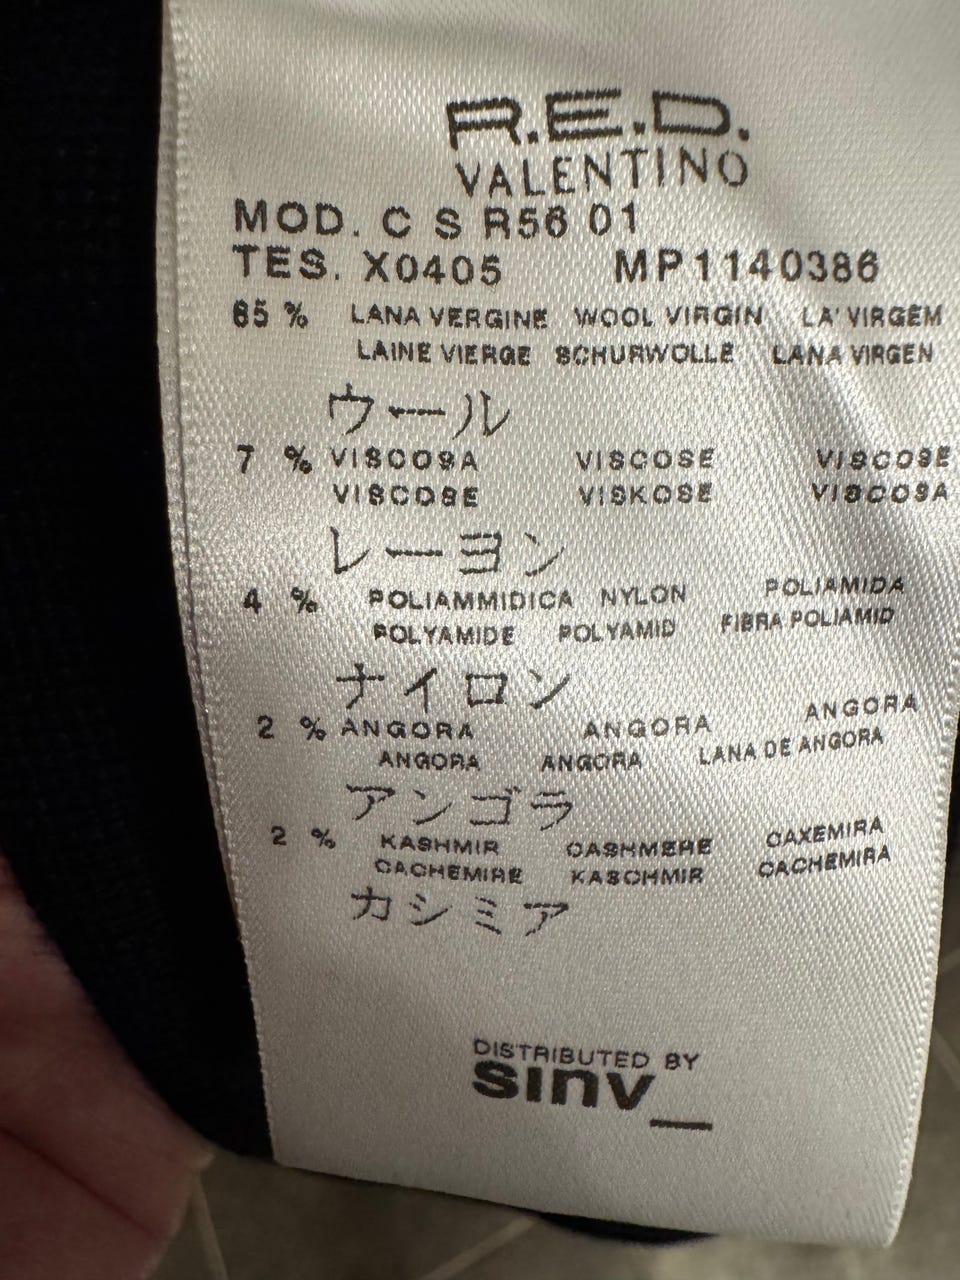 R.E.D.
VALENTINO
MOD. C S R56 01
TES. X0405 MP1140386
85 % LANA VERGINE WOOL VIRGIN LA' VIRGEM
LAINE VIERGE SCHURWOLLE LANA VIRGEN
ウール
7 % VISCOSA VISCOSE VISCOSE
VISCOSE VISKOSE VISCOSA
レーヨン
4 % POLIAMMIDICA NYLON POLIAMIDA
POLYAMIDE POLYAMID FIBRA POLIAMID
ナイロン
2 % ANGORA ANGORA ANGORA
ANGORA ANGORA LANA DE ANGORA
アンゴラ
2 % KASHMIR CASHMERE CAXEMIRA
CACHEMIRE KASCHMIR CACHEMIRA
カシミア
DISTRIBUTED BY
sinv_